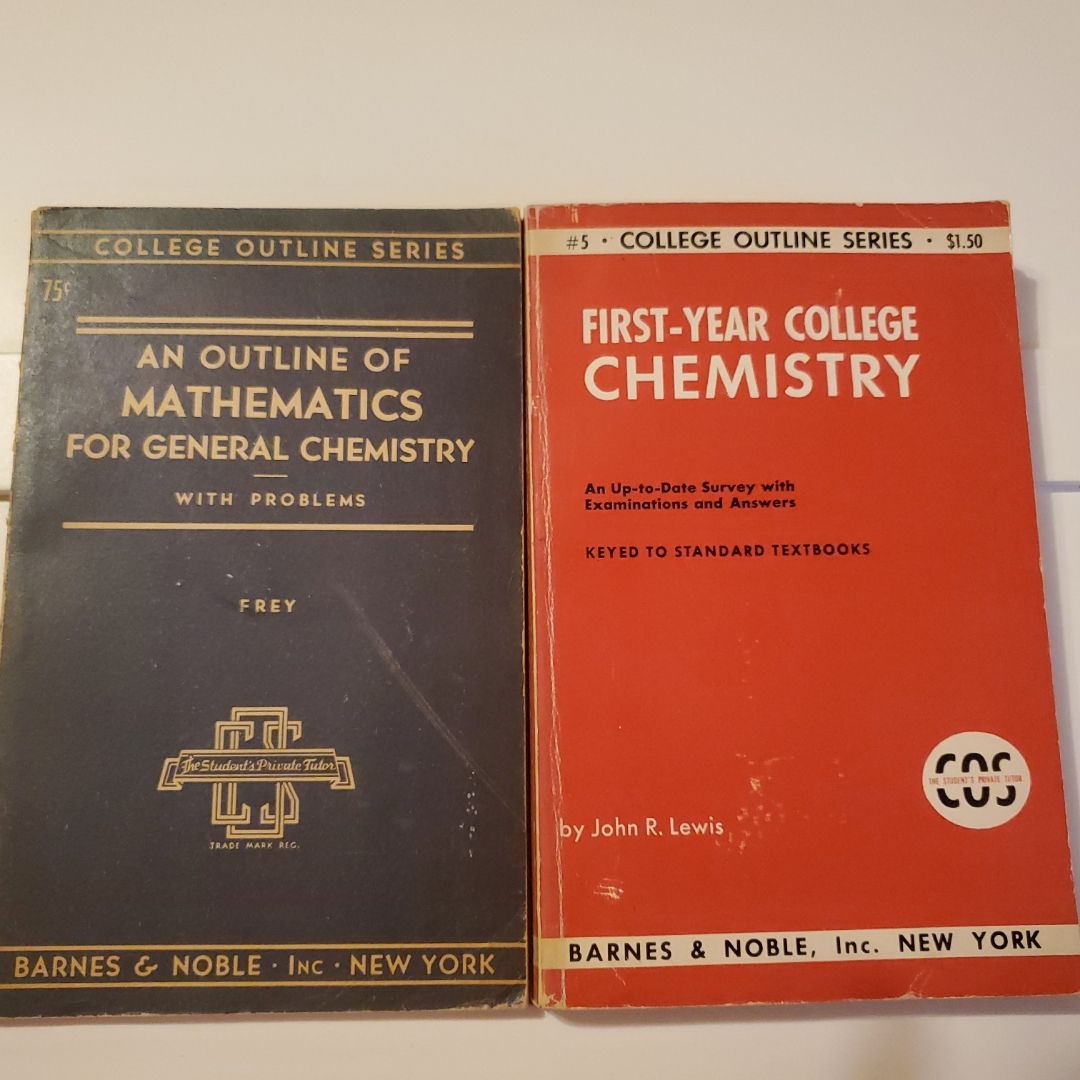 COLLEGE OUTLINE SERIES
75¢
AN OUTLINE OF
MATHEMATICS
FOR GENERAL CHEMISTRY
WITH PROBLEMS
FREY
COS
The Student's Private Tutor
TRADE MARK REG.
BARNES & NOBLE · INC · NEW YORK
#5 · COLLEGE OUTLINE SERIES · $1.50
FIRST-YEAR COLLEGE
CHEMISTRY
An Up-to-Date Survey with
Examinations and Answers
KEYED TO STANDARD TEXTBOOKS
COS
THE STUDENT'S PRIVATE TUTOR
by John R. Lewis
BARNES & NOBLE, Inc. NEW YORK